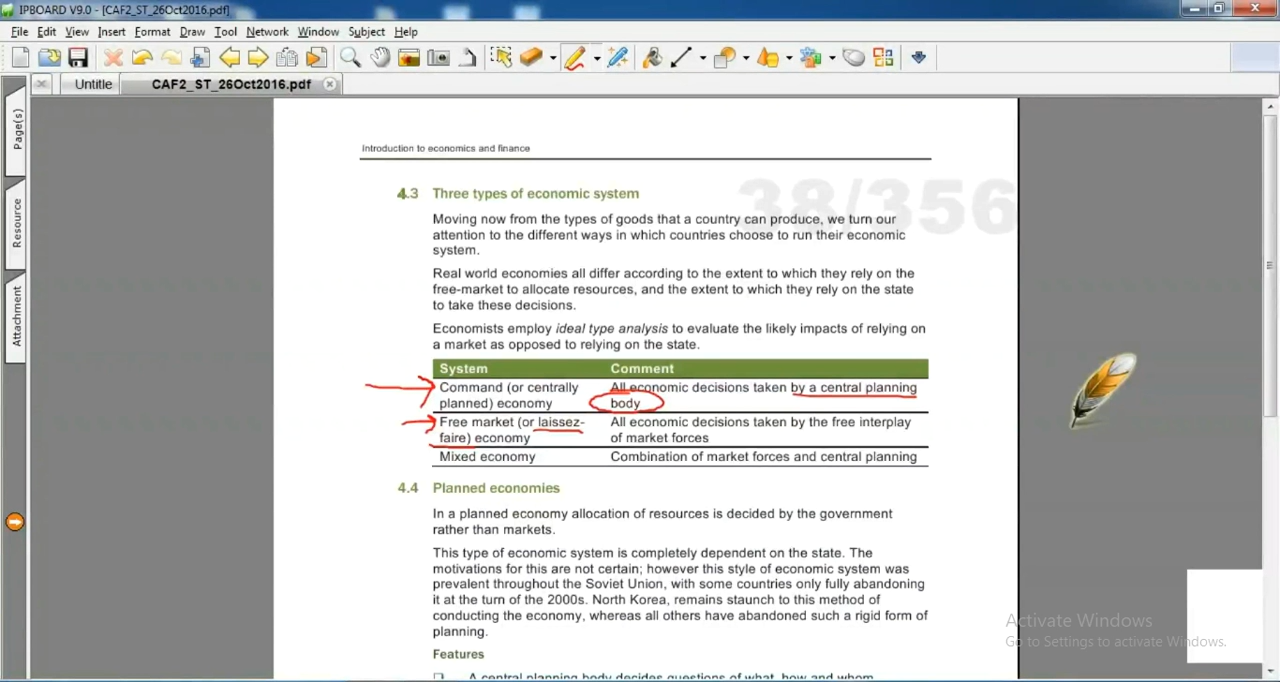 IPBOARD V9.0 - [CAF2_ST_26Oct2016.pdf]
File Edit View Insert Format Draw Tool Network Window Subject Help
Untitle CAF2_ST_26Oct2016.pdf
Page(s)
Resource
Attachment
Introduction to economics and finance
38/356
4.3 Three types of economic system
Moving now from the types of goods that a country can produce, we turn our
attention to the different ways in which countries choose to run their economic
system.
Real world economies all differ according to the extent to which they rely on the
free-market to allocate resources, and the extent to which they rely on the state
to take these decisions.
Economists employ ideal type analysis to evaluate the likely impacts of relying on
a market as opposed to relying on the state.
System Comment
Command (or centrally All economic decisions taken by a central planning
planned) economy body
Free market (or laissez- All economic decisions taken by the free interplay
faire) economy of market forces
Mixed economy Combination of market forces and central planning
4.4 Planned economies
In a planned economy allocation of resources is decided by the government
rather than markets.
This type of economic system is completely dependent on the state. The
motivations for this are not certain; however this style of economic system was
prevalent throughout the Soviet Union, with some countries only fully abandoning
it at the turn of the 2000s. North Korea, remains staunch to this method of
conducting the economy, whereas all others have abandoned such a rigid form of
planning.
Features
A central planning body decides questions of what, how and whom
Activate Windows
Go to Settings to activate Windows.